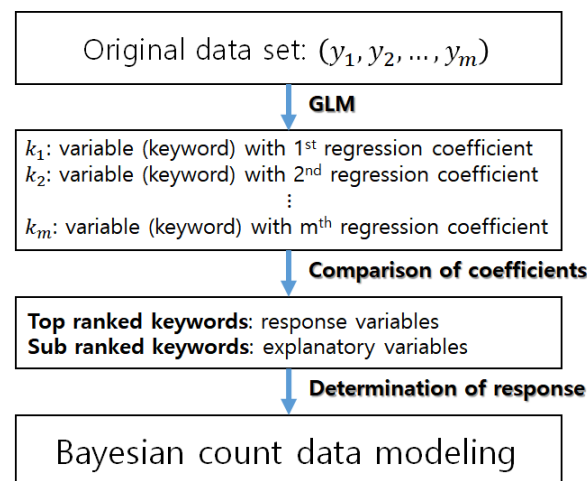 Original data set: (y₁, y₂, ..., yₘ)
GLM
k₁: variable (keyword) with 1ˢᵗ regression coefficient
k₂: variable (keyword) with 2ⁿᵈ regression coefficient
⋮
kₘ: variable (keyword) with mᵗʰ regression coefficient
Comparison of coefficients
Top ranked keywords: response variables
Sub ranked keywords: explanatory variables
Determination of response
Bayesian count data modeling